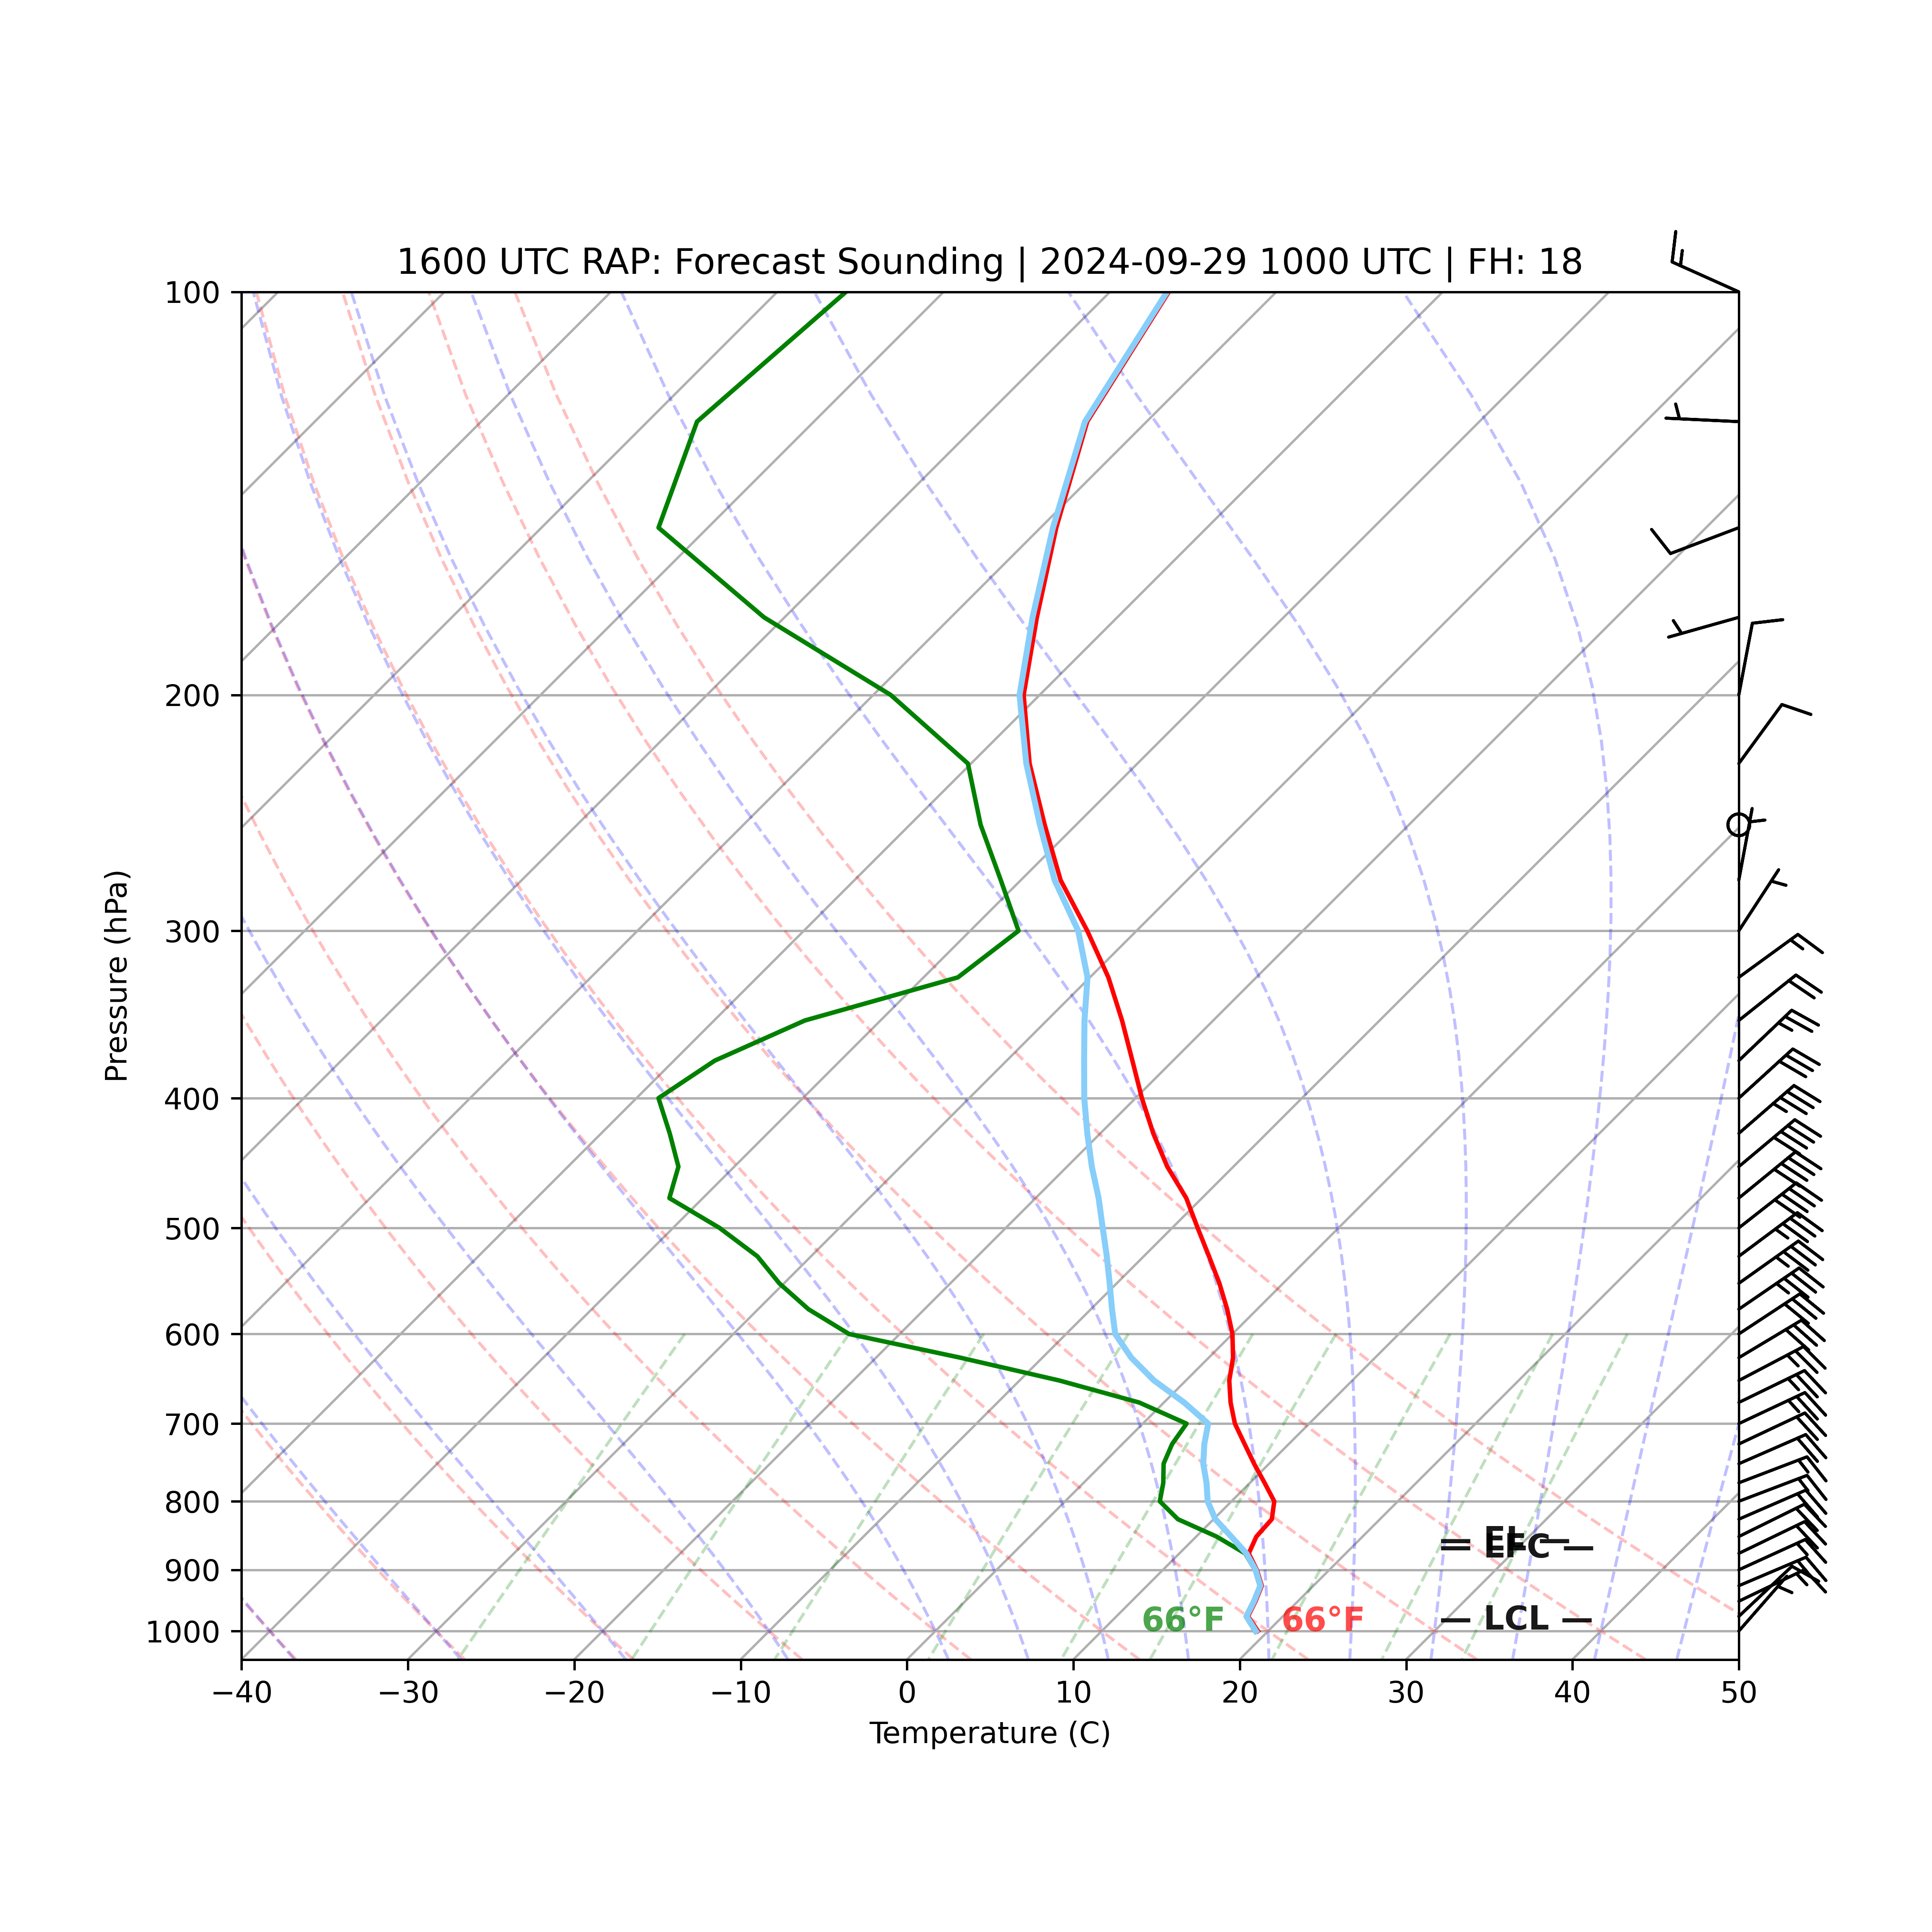 1600 UTC RAP: Forecast Sounding | 2024-09-29 1000 UTC | FH: 18
100
200
300
400
500
600
700
800
900
1000
Pressure (hPa)
— EL —
— LFC —
— LCL —
66°F 66°F
−40 −30 −20 −10 0 10 20 30 40 50
Temperature (C)